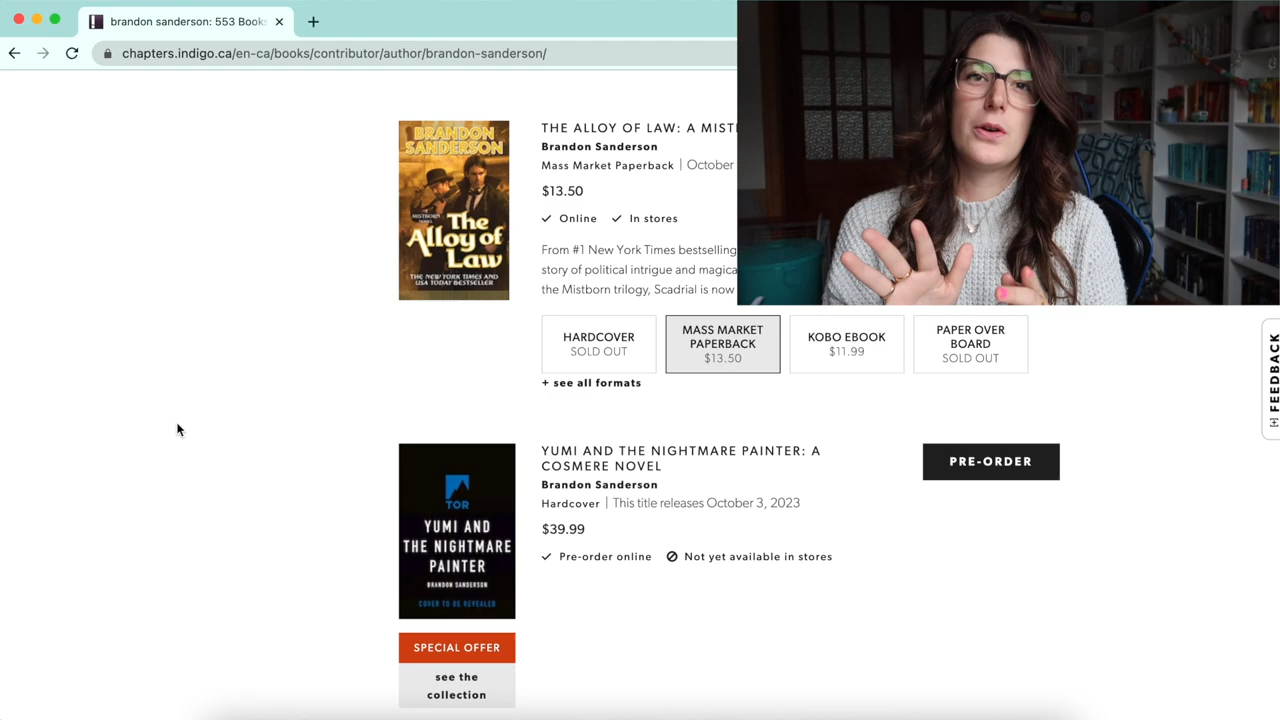 brandon sanderson: 553 Books
chapters.indigo.ca/en-ca/books/contributor/author/brandon-sanderson/
BRANDON
SANDERSON
A MISTBORN NOVEL
The
Alloy of
Law
THE NEW YORK TIMES AND
USA TODAY BESTSELLER
THE ALLOY OF LAW: A MIST
Brandon Sanderson
Mass Market Paperback | October
$13.50
✓ Online ✓ In stores
From #1 New York Times bestselling
story of political intrigue and magica
the Mistborn trilogy, Scadrial is now
HARDCOVER
SOLD OUT
MASS MARKET
PAPERBACK
$13.50
KOBO EBOOK
$11.99
PAPER OVER
BOARD
SOLD OUT
+ see all formats
[+] FEEDBACK
TOR
YUMI AND
THE NIGHTMARE
PAINTER
BRANDON SANDERSON
COVER TO BE REVEALED
SPECIAL OFFER
see the
collection
YUMI AND THE NIGHTMARE PAINTER: A
COSMERE NOVEL
Brandon Sanderson
Hardcover | This title releases October 3, 2023
$39.99
✓ Pre-order online Not yet available in stores
PRE-ORDER